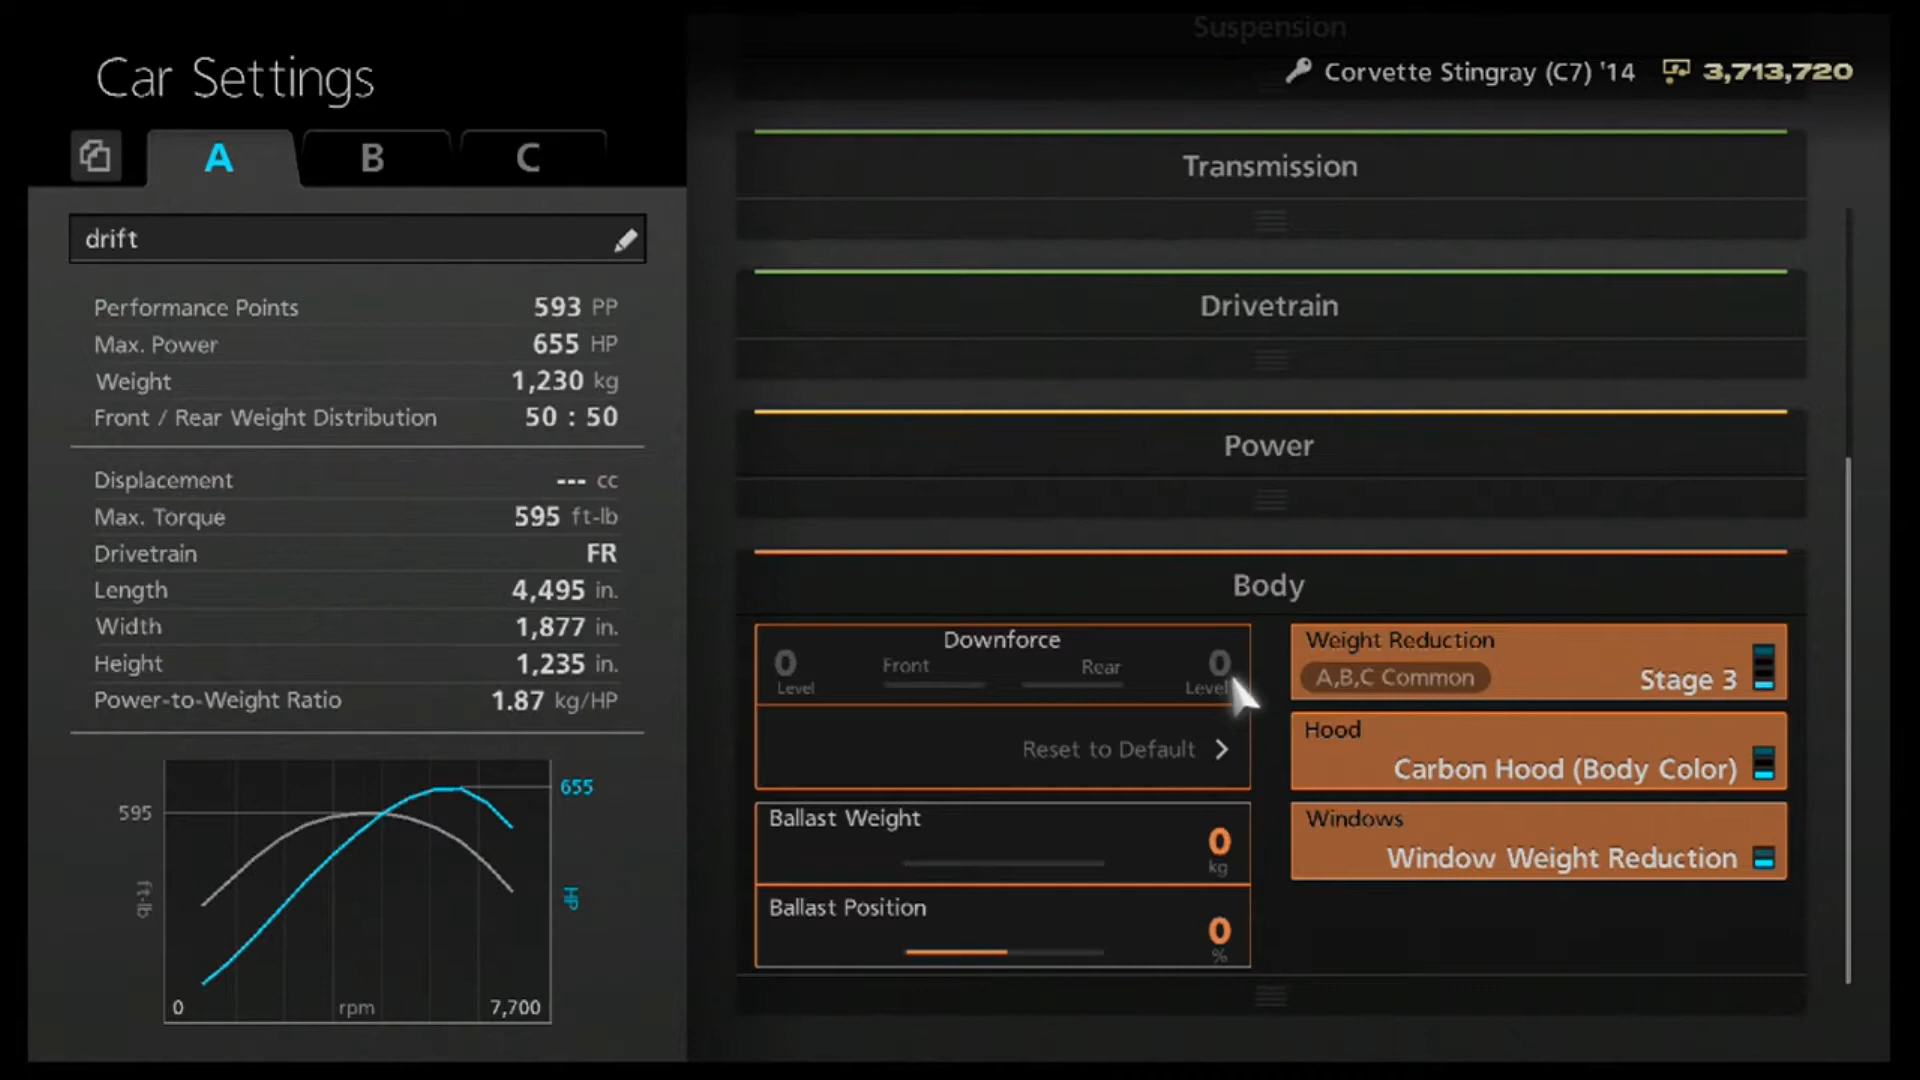 Suspension
Car Settings
Corvette Stingray (C7) '14
3,713,720
A
B
C
Transmission
drift
Performance Points 593 PP
Max. Power 655 HP
Weight 1,230 kg
Front / Rear Weight Distribution 50 : 50
Displacement --- cc
Max. Torque 595 ft-lb
Drivetrain FR
Length 4,495 in.
Width 1,877 in.
Height 1,235 in.
Power-to-Weight Ratio 1.87 kg/HP
655
595
ft-lb
HP
0 rpm 7,700
Drivetrain
Power
Body
Downforce
0 Front Rear 0
Level Level
Reset to Default
Ballast Weight
0
kg
Ballast Position
0
%
Weight Reduction
A,B,C Common
Stage 3
Hood
Carbon Hood (Body Color)
Windows
Window Weight Reduction